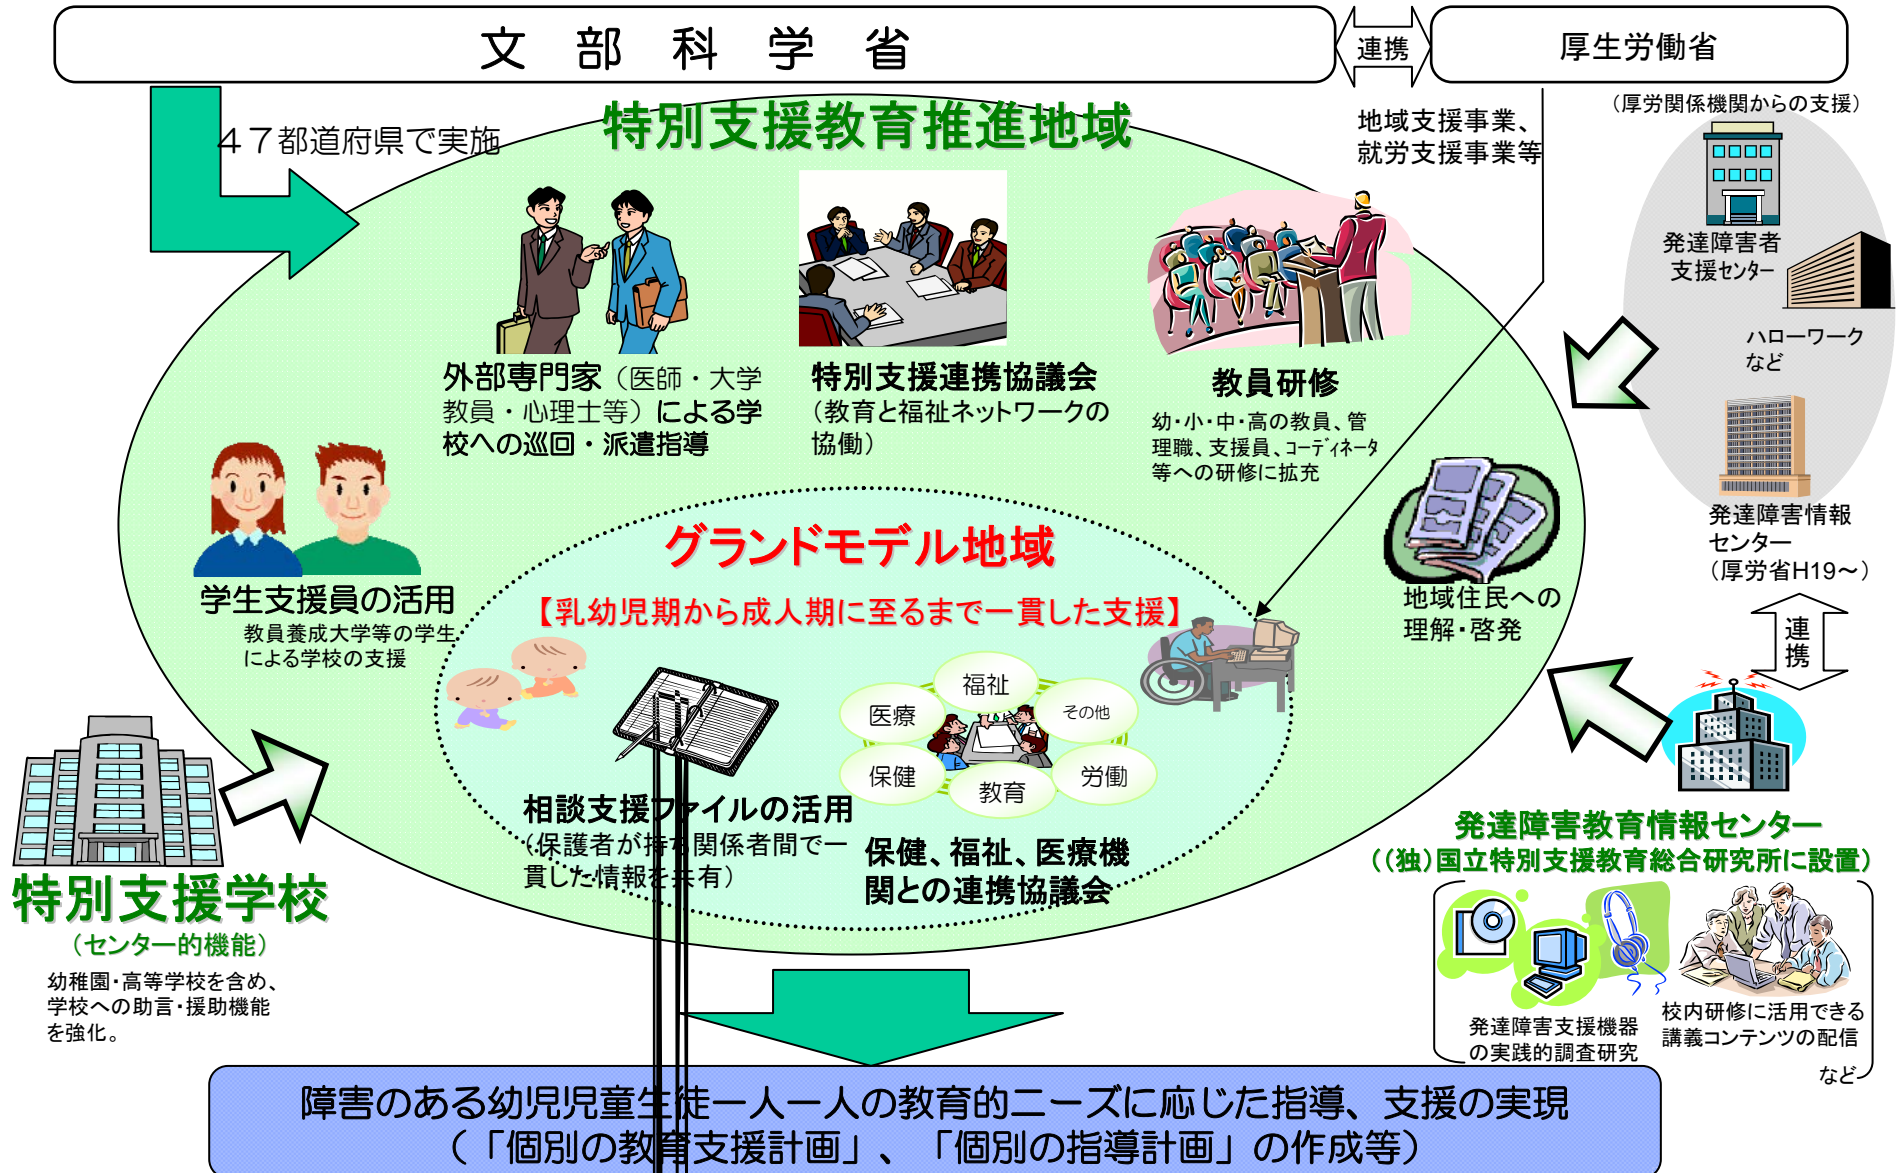 文部科学省
連携
厚生労働省
47都道府県で実施
特別支援教育推進地域
地域支援事業、
就労支援事業等
(厚労関係機関からの支援)
発達障害者
支援センター
ハローワーク
など
発達障害情報
センター
(厚労省H19～)
連
携
外部専門家(医師・大学
教員・心理士等)による学
校への巡回・派遣指導
特別支援連携協議会
(教育と福祉ネットワークの
協働)
教員研修
幼・小・中・高の教員、管
理職、支援員、コーディネータ
等への研修に拡充
学生支援員の活用
教員養成大学等の学生
による学校の支援
地域住民への
理解・啓発
グランドモデル地域
【乳幼児期から成人期に至るまで一貫した支援】
福祉
医療
その他
保健
労働
教育
相談支援ファイルの活用
(保護者が持ち関係者間で一
貫した情報を共有)
保健、福祉、医療機
関との連携協議会
特別支援学校
(センター的機能)
幼稚園・高等学校を含め、
学校への助言・援助機能
を強化。
発達障害教育情報センター
((独)国立特別支援教育総合研究所に設置)
発達障害支援機器
の実践的調査研究
校内研修に活用できる
講義コンテンツの配信
など
障害のある幼児児童生徒一人一人の教育的ニーズに応じた指導、支援の実現
(「個別の教育支援計画」、「個別の指導計画」の作成等)